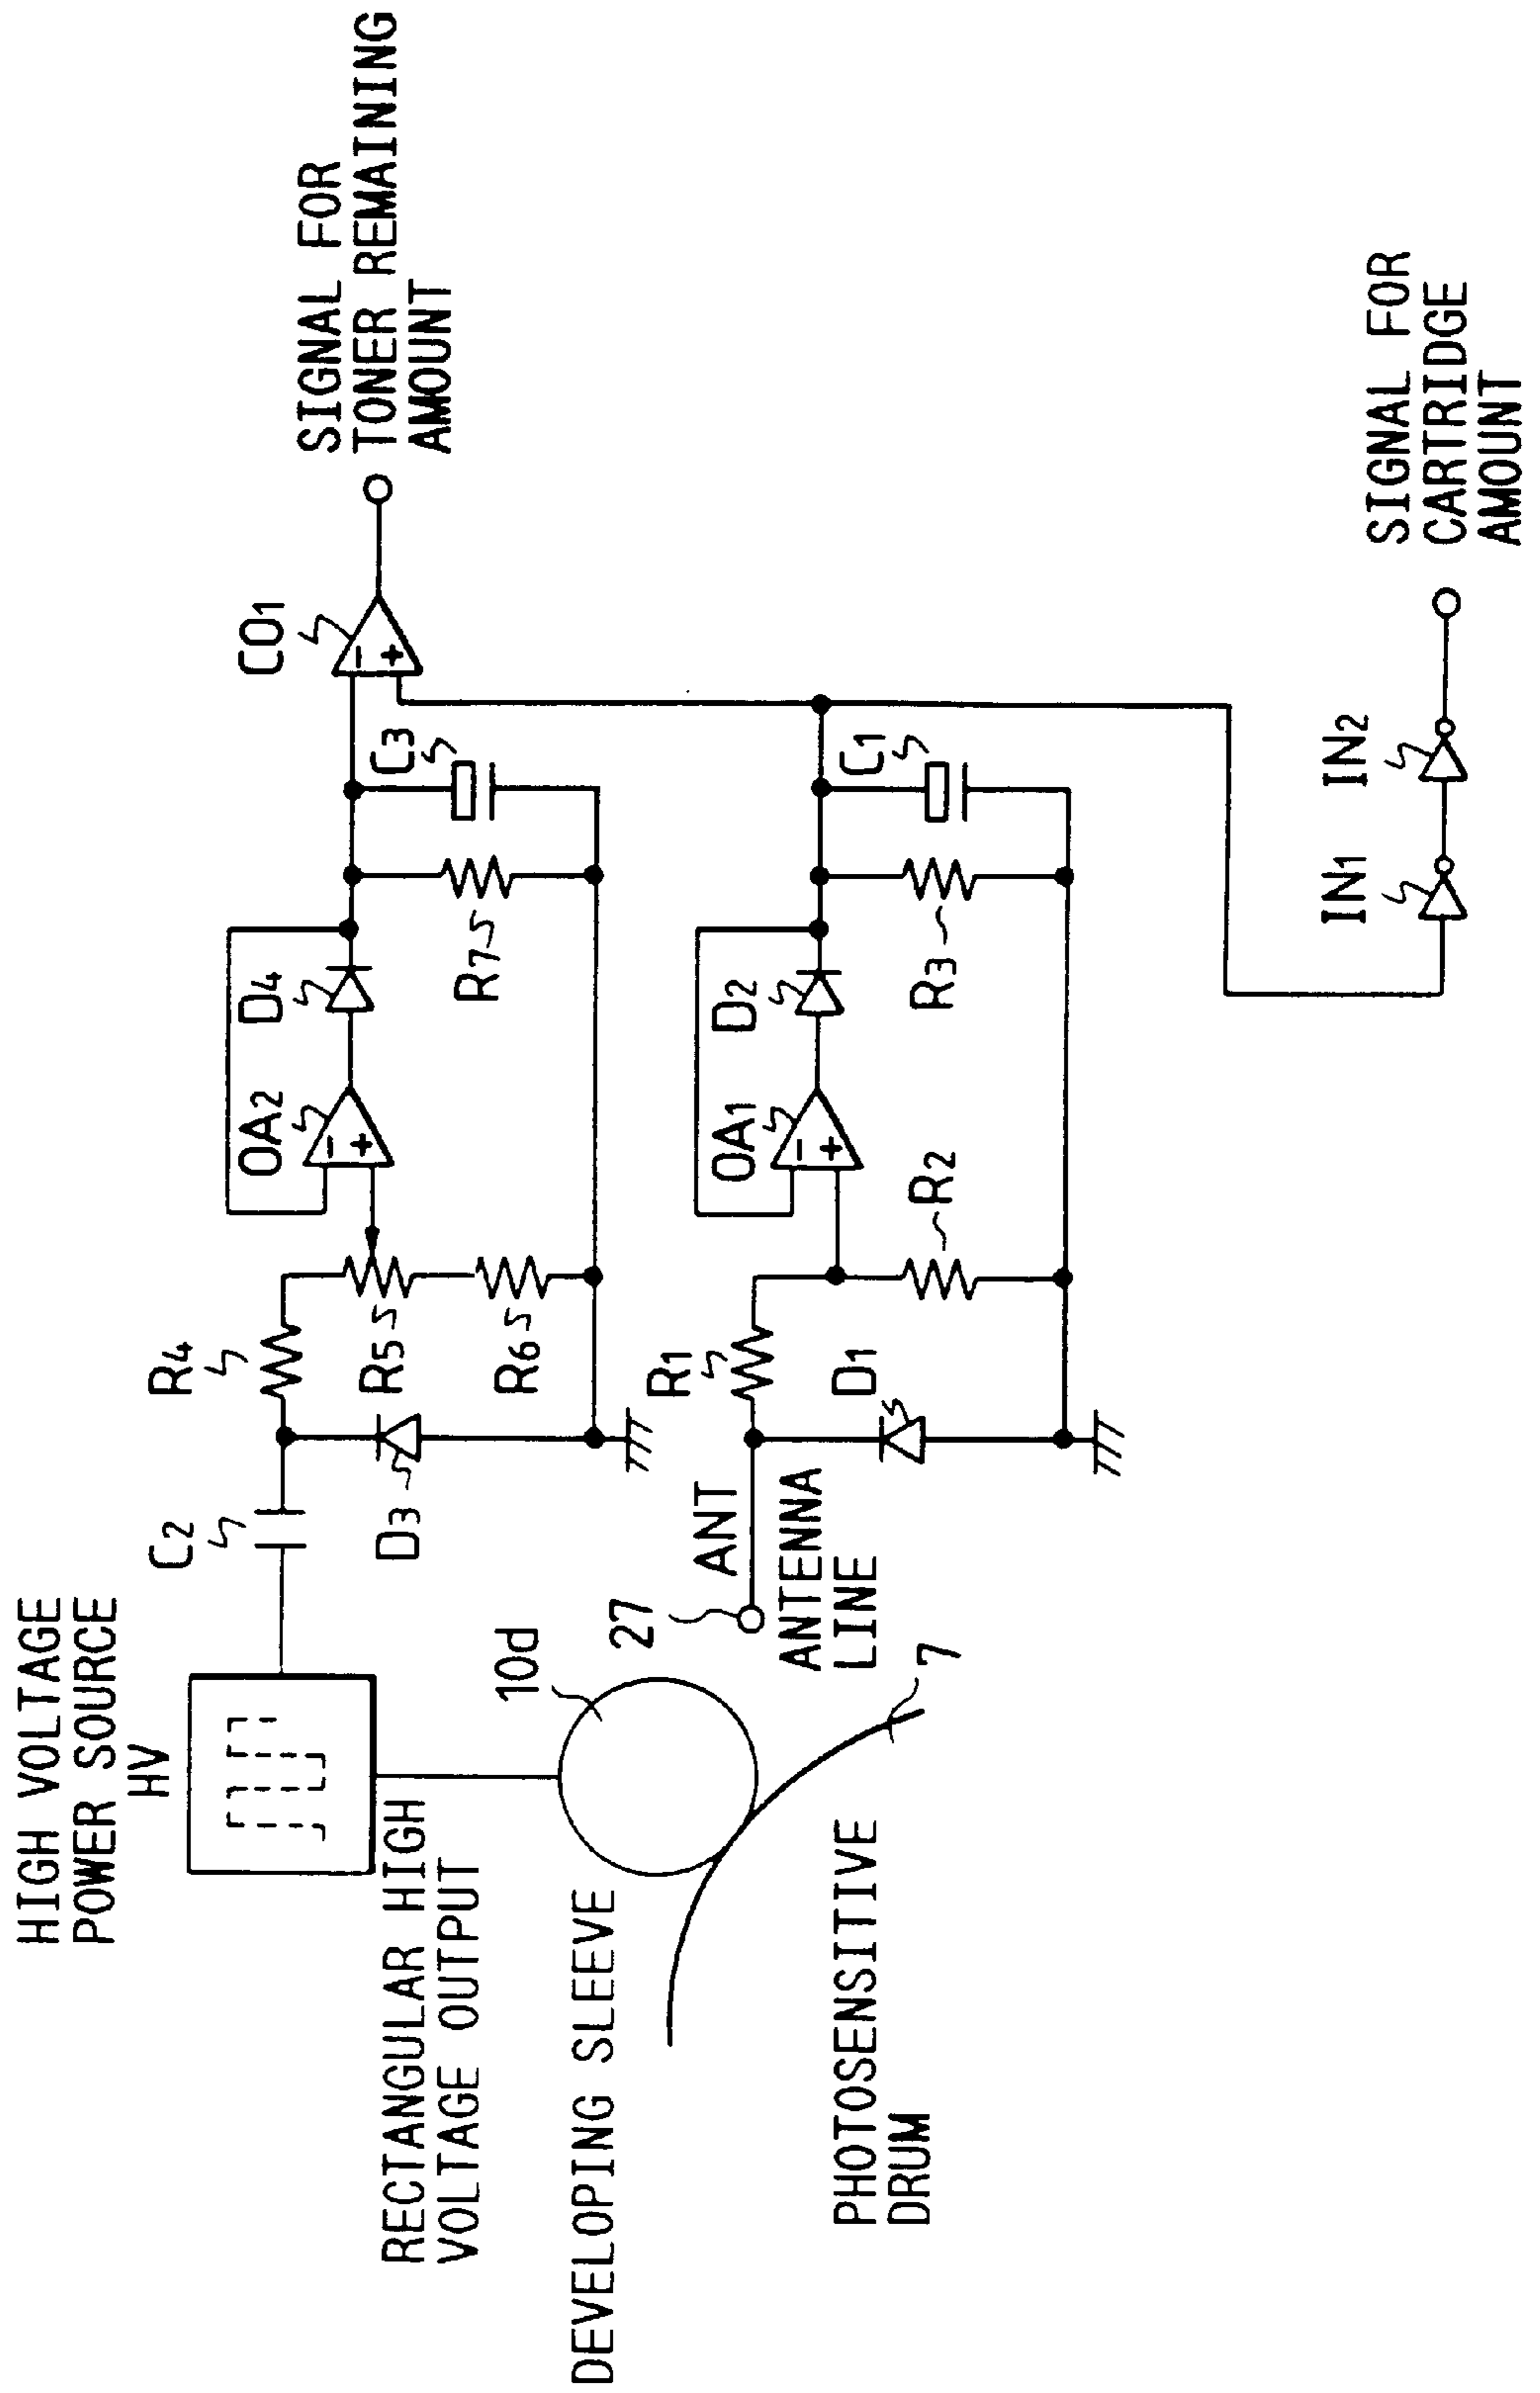 HIGH VOLTAGE
POWER SOURCE
HV
C2
R4
OA2
D4
CO1
SIGNAL FOR
TONER REMAINING
AMOUNT
RECTANGULAR HIGH
VOLTAGE OUTPUT
D3
R5
R6
R7
C3
−
+
−
+
DEVELOPING SLEEVE
10d
27
ANT
ANTENNA
LINE
R1
D1
OA1
D2
R2
R3
C1
−
+
PHOTOSENSITIVE
DRUM
7
IN1
IN2
SIGNAL FOR
CARTRIDGE
AMOUNT